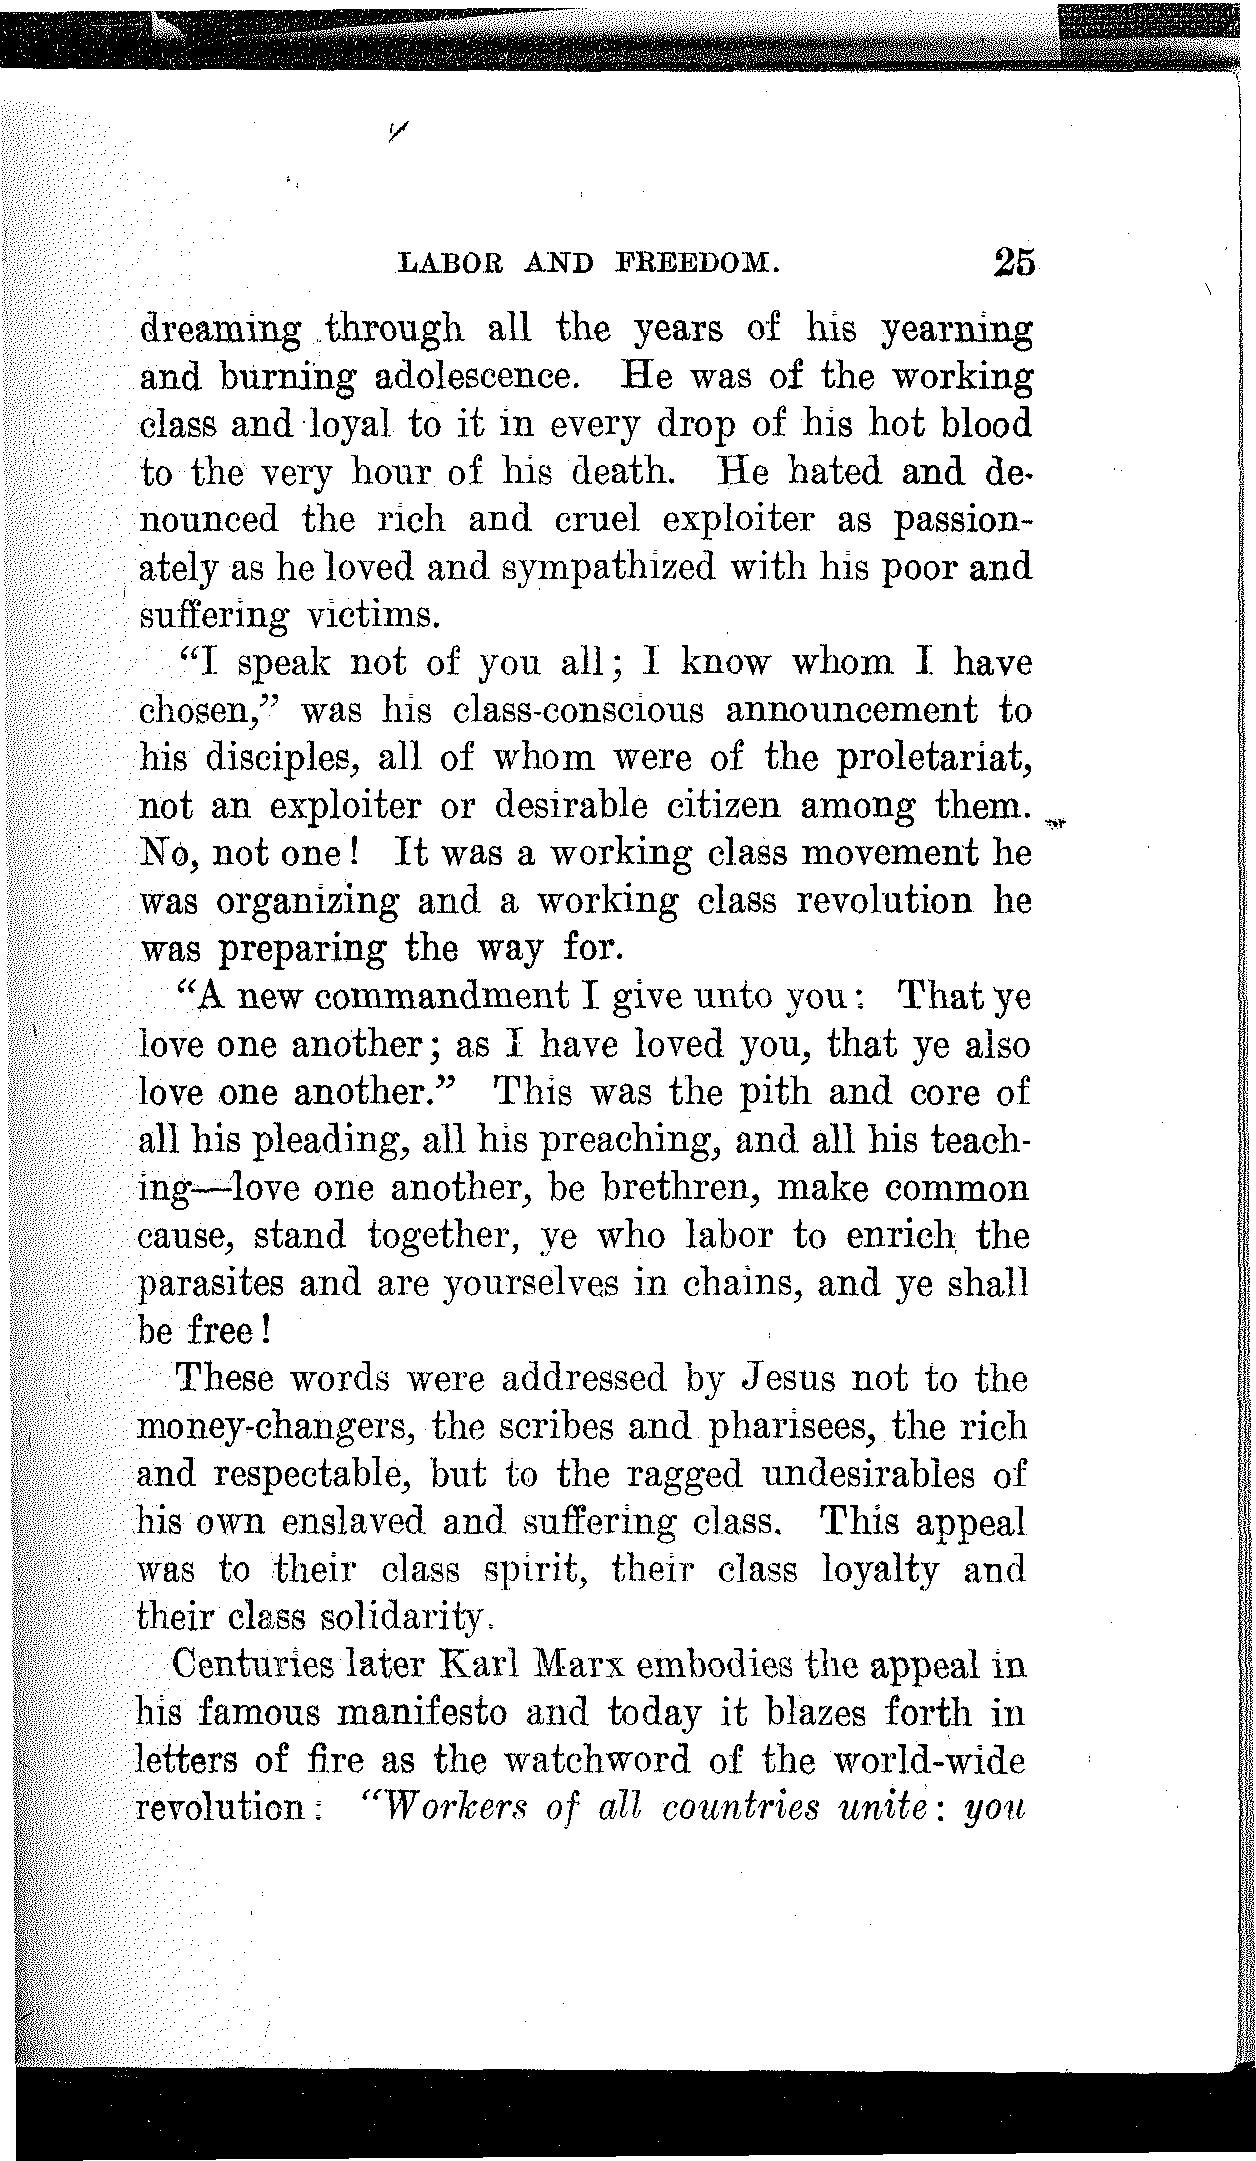 LABOR AND FREEDOM. 25
dreaming through all the years of his yearning
and burning adolescence. He was of the working
class and loyal to it in every drop of his hot blood
to the very hour of his death. He hated and de-
nounced the rich and cruel exploiter as passion-
ately as he loved and sympathized with his poor and
suffering victims.
"I speak not of you all; I know whom I have
chosen," was his class-conscious announcement to
his disciples, all of whom were of the proletariat,
not an exploiter or desirable citizen among them.
No, not one! It was a working class movement he
was organizing and a working class revolution he
was preparing the way for.
"A new commandment I give unto you: That ye
love one another; as I have loved you, that ye also
love one another." This was the pith and core of
all his pleading, all his preaching, and all his teach-
ing—love one another, be brethren, make common
cause, stand together, ye who labor to enrich the
parasites and are yourselves in chains, and ye shall
be free!
These words were addressed by Jesus not to the
money-changers, the scribes and pharisees, the rich
and respectable, but to the ragged undesirables of
his own enslaved and suffering class. This appeal
was to their class spirit, their class loyalty and
their class solidarity.
Centuries later Karl Marx embodies the appeal in
his famous manifesto and today it blazes forth in
letters of fire as the watchword of the world-wide
revolution: "Workers of all countries unite: you